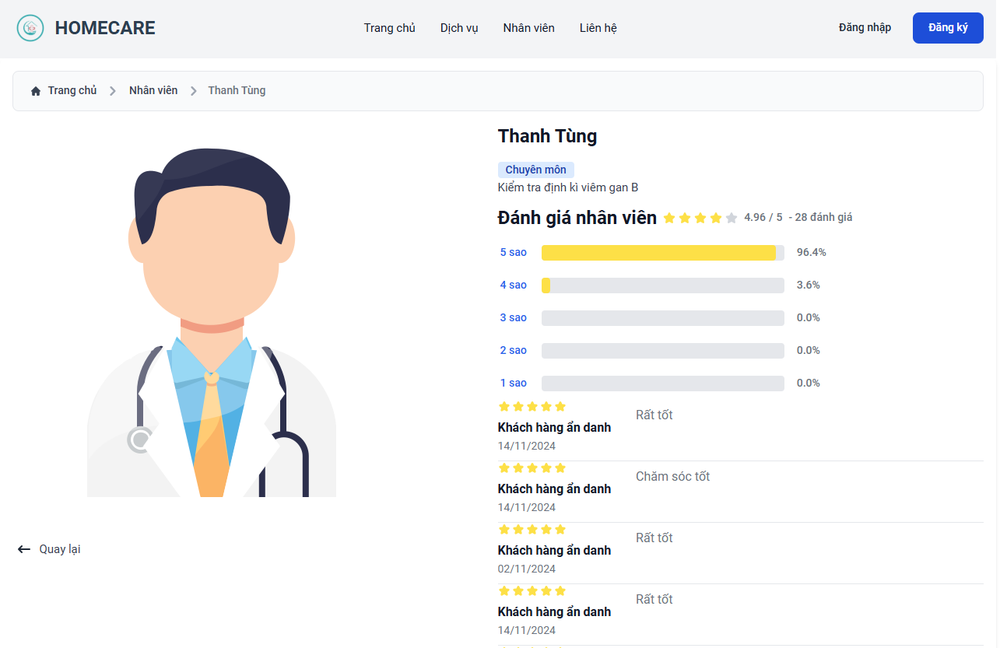 HOMECARE
Trang chủ Dịch vụ Nhân viên Liên hệ
Đăng nhập Đăng ký
Trang chủ Nhân viên Thanh Tùng
Thanh Tùng
Chuyên môn
Kiểm tra định kì viêm gan B
Đánh giá nhân viên 4.96 / 5 - 28 đánh giá
5 sao 96.4%
4 sao 3.6%
3 sao 0.0%
2 sao 0.0%
1 sao 0.0%
Rất tốt
Khách hàng ẩn danh
14/11/2024
Chăm sóc tốt
Khách hàng ẩn danh
14/11/2024
Rất tốt
Khách hàng ẩn danh
02/11/2024
Rất tốt
Khách hàng ẩn danh
14/11/2024
Quay lại